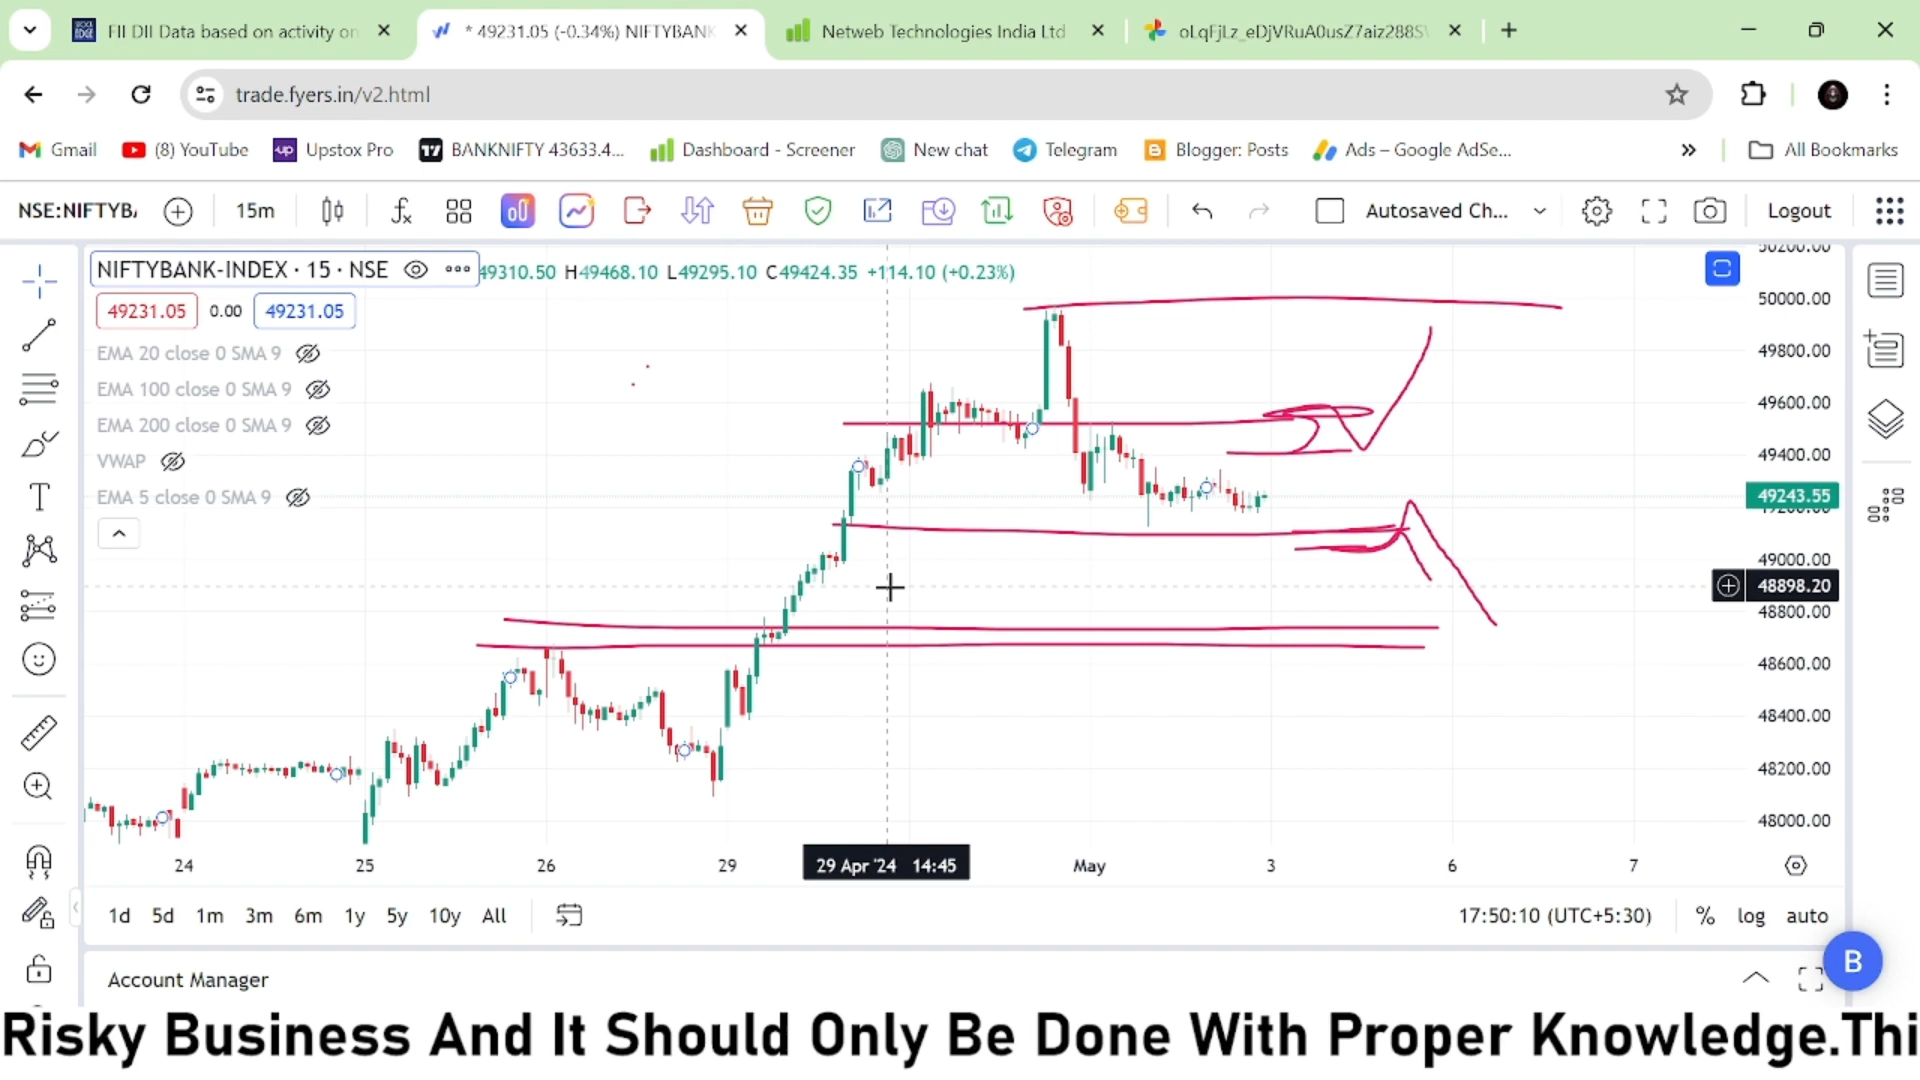 FII DII Data based on activity on
* 49231.05 (-0.34%) NIFTYBANK
Netweb Technologies India Ltd
trade.fyers.in/v2.html
Gmail
(8) YouTube
up Upstox Pro
17 BANKNIFTY 43633.4...
Dashboard - Screener
New chat
Telegram
Blogger: Posts
Ads – Google AdSe...
All Bookmarks
NSE:NIFTYB
15m
Autosaved Ch...
Logout
NIFTYBANK-INDEX · 15 · NSE
49310.50 H49468.10 L49295.10 C49424.35 +114.10 (+0.23%)
49231.05 0.00 49231.05
EMA 20 close 0 SMA 9
EMA 100 close 0 SMA 9
EMA 200 close 0 SMA 9
VWAP
EMA 5 close 0 SMA 9
50200.00
50000.00
49800.00
49600.00
49400.00
49243.55
49200.00
49000.00
48898.20
48800.00
48600.00
48400.00
48200.00
48000.00
24 25 26 29 29 Apr '24 14:45 May 3 6 7
1d 5d 1m 3m 6m 1y 5y 10y All
17:50:10 (UTC+5:30) % log auto
B
Account Manager
Risky Business And It Should Only Be Done With Proper Knowledge.Thi